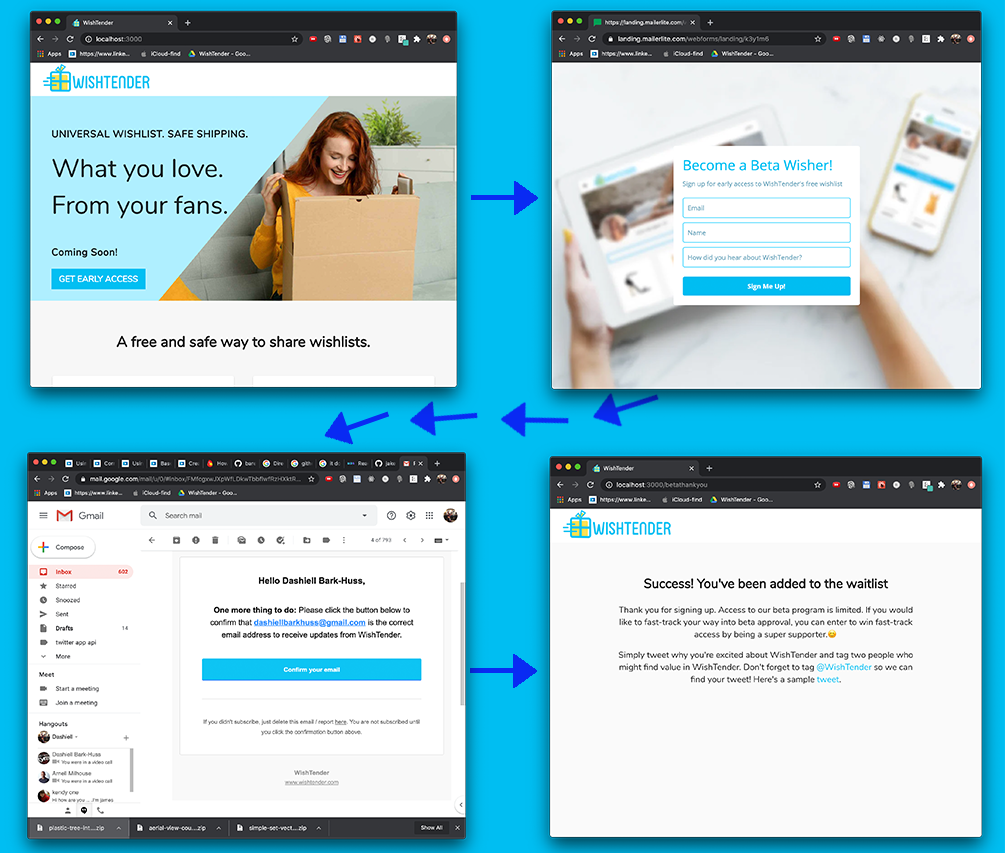 WishTender
localhost:3000
Apps
https://www.linke...
iCloud-find
WishTender - Goo...
WISHTENDER
UNIVERSAL WISHLIST. SAFE SHIPPING.
What you love.
From your fans.
Coming Soon!
GET EARLY ACCESS
A free and safe way to share wishlists.
https://landing.mailerlite.com/
landing.mailerlite.com/webforms/landing/k3y1m6
Apps
https://www.linke...
iCloud-find
WishTender - Goo...
Become a Beta Wisher!
Sign up for early access to WishTender's free wishlist
Email
Name
How did you hear about WishTender?
Sign Me Up!
Apps
https://www.linke...
iCloud-find
WishTender - Goo...
Gmail
Search mail
4 of 793
Compose
Inbox 602
Starred
Snoozed
Sent
Drafts 14
twitter app api
More
Meet
Start a meeting
Join a meeting
Hangouts
Dashiell
Dashiell Bark-Huss
You were in a video call
Arnell Milhouse
You were in a video call
kendy one
Hello Dashiell Bark-Huss,
One more thing to do: Please click the button below to
confirm that dashiellbarkhuss@gmail.com is the correct
email address to receive updates from WishTender.
Confirm your email
If you didn't subscribe, just delete this email / report here. You are not subscribed until
you click the confirmation button above.
WishTender
www.wishtender.com
plastic-tree-int....zip
aerial-view-cou....zip
simple-set-vect....zip
Show All
WishTender
localhost:3000/betathankyou
Apps
https://www.linke...
iCloud-find
WishTender - Goo...
WISHTENDER
Success! You've been added to the waitlist
Thank you for signing up. Access to our beta program is limited. If you would
like to fast-track your way into beta approval, you can enter to win fast-track
access by being a super supporter.😊
Simply tweet why you're excited about WishTender and tag two people who
might find value in WishTender. Don't forget to tag @WishTender so we can
find your tweet! Here's a sample tweet.